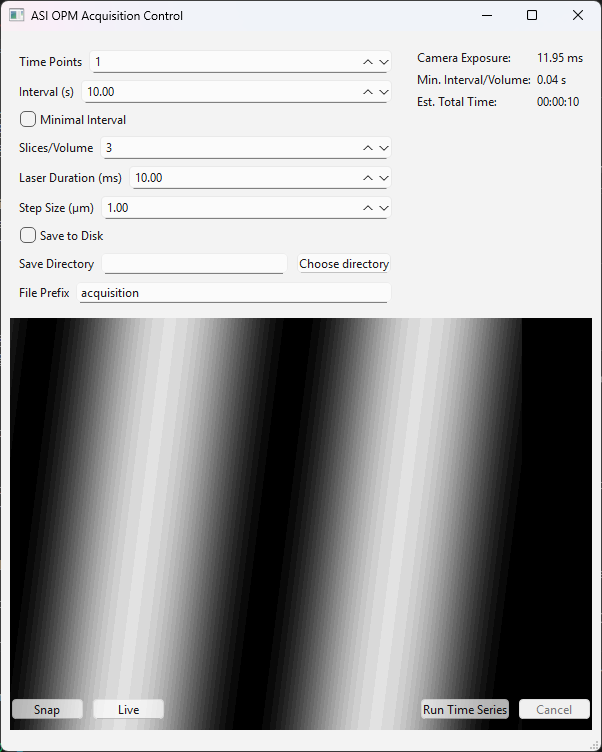 ASI OPM Acquisition Control
Time Points 1
Camera Exposure: 11.95 ms
Interval (s) 10.00
Min. Interval/Volume: 0.04 s
Est. Total Time: 00:00:10
Minimal Interval
Slices/Volume 3
Laser Duration (ms) 10.00
Step Size (µm) 1.00
Save to Disk
Save Directory Choose directory
File Prefix acquisition
Snap Live Run Time Series Cancel